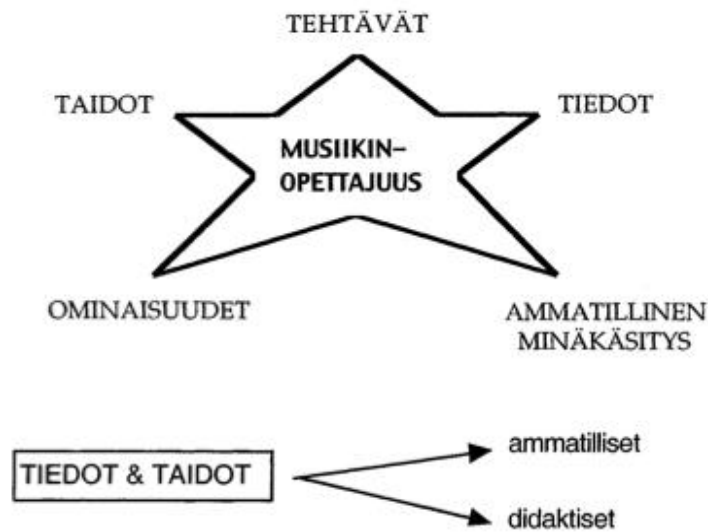 TEHTÄVÄT
TAIDOT
TIEDOT
MUSIIKIN-
OPETTAJUUS
OMINAISUUDET
AMMATILLINEN
MINÄKÄSITYS
TIEDOT & TAIDOT
ammatilliset
didaktiset